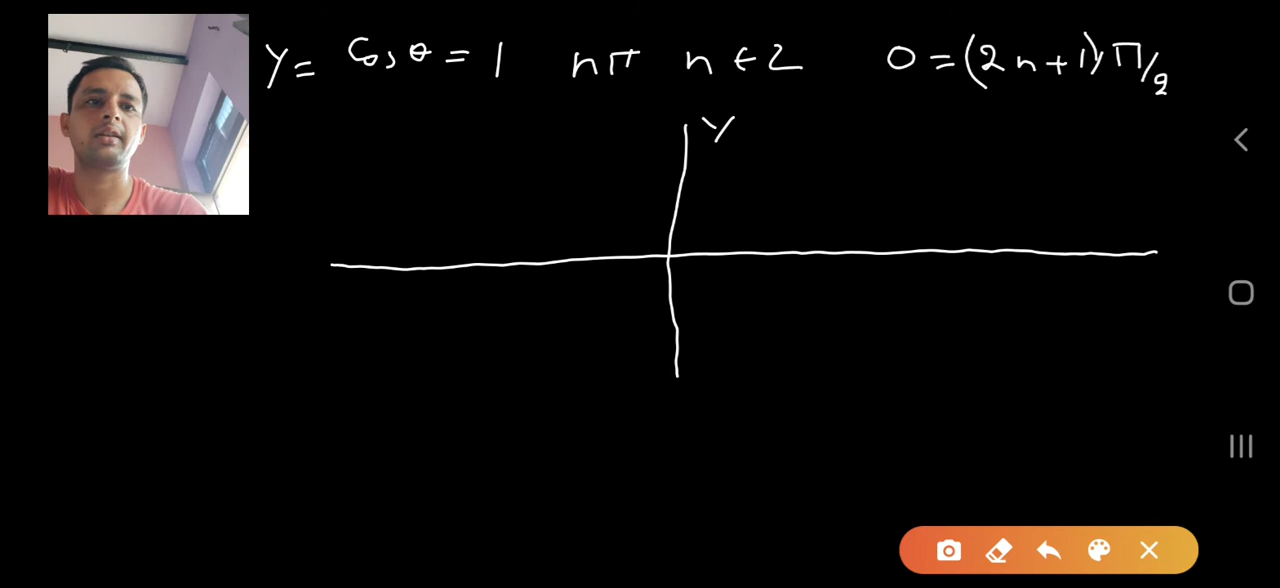 Y = Cos θ = 1 nπ n ∈ Z 0 = (2n+1) π/2
Y